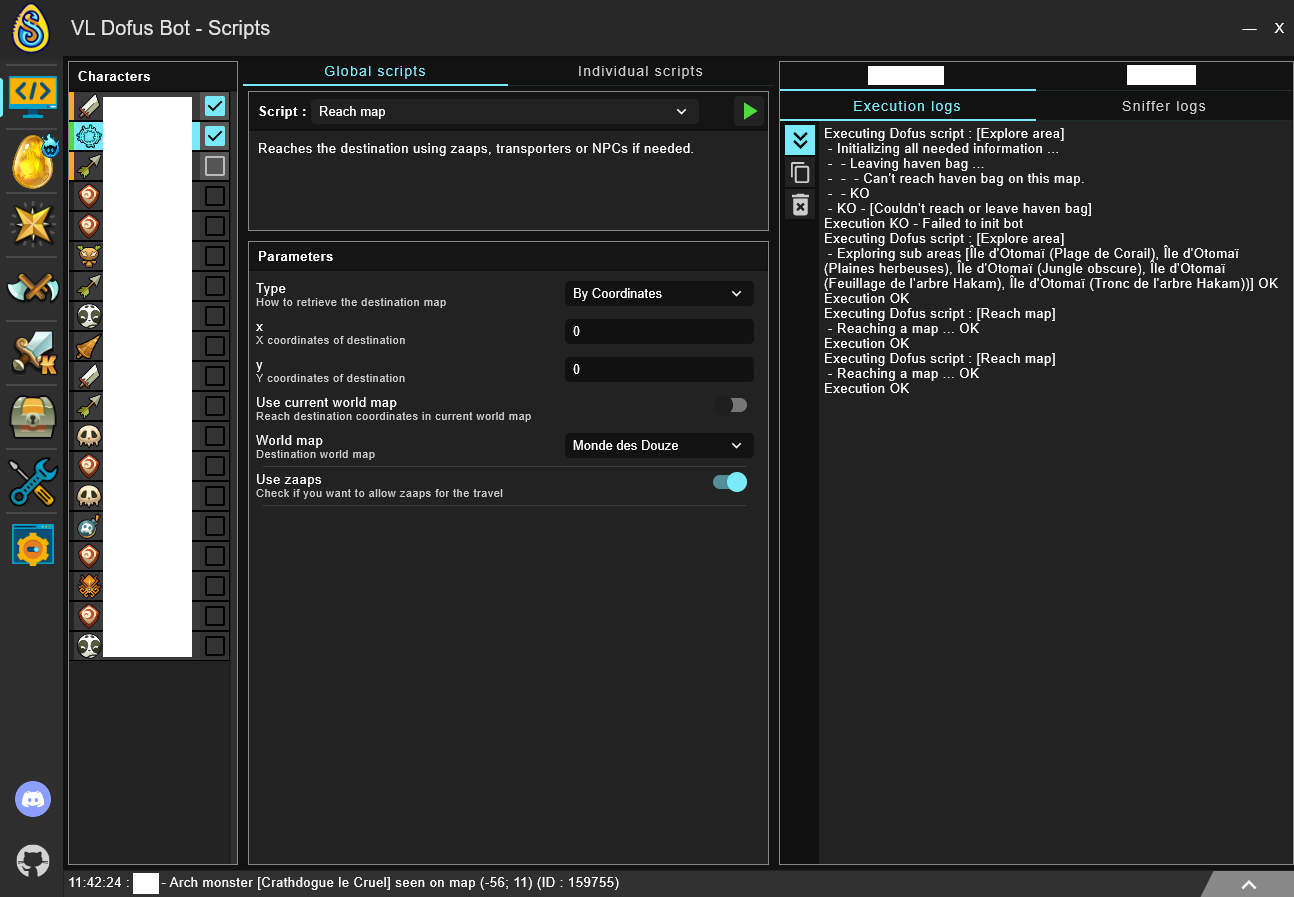 VL Dofus Bot - Scripts
— X
Characters
Global scripts
Individual scripts
Script :
Reach map
Reaches the destination using zaaps, transporters or NPCs if needed.
Parameters
Type
How to retrieve the destination map
By Coordinates
x
X coordinates of destination
0
y
Y coordinates of destination
0
Use current world map
Reach destination coordinates in current world map
World map
Destination world map
Monde des Douze
Use zaaps
Check if you want to allow zaaps for the travel
Execution logs
Sniffer logs
Executing Dofus script : [Explore area]
- Initializing all needed information ...
- - Leaving haven bag ...
- - - Can't reach haven bag on this map.
- - KO
- KO - [Couldn't reach or leave haven bag]
Execution KO - Failed to init bot
Executing Dofus script : [Explore area]
- Exploring sub areas [Île d'Otomaï (Plage de Corail), Île d'Otomaï
(Plaines herbeuses), Île d'Otomaï (Jungle obscure), Île d'Otomaï
(Feuillage de l'arbre Hakam), Île d'Otomaï (Tronc de l'arbre Hakam))] OK
Execution OK
Executing Dofus script : [Reach map]
- Reaching a map ... OK
Execution OK
Executing Dofus script : [Reach map]
- Reaching a map ... OK
Execution OK
11:42:24 : - Arch monster [Crathdogue le Cruel] seen on map (-56; 11) (ID : 159755)